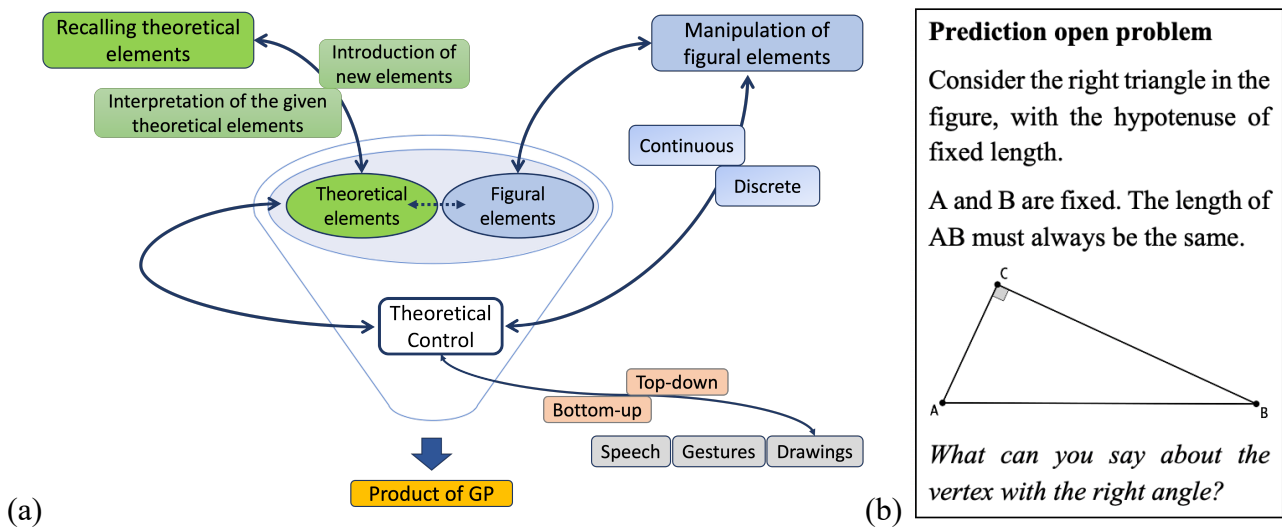 Recalling theoretical
elements
Introduction of
new elements
Interpretation of the given
theoretical elements
Manipulation of
figural elements
Continuous
Discrete
Theoretical
elements
Figural
elements
Theoretical
Control
Top-down
Bottom-up
Speech
Gestures
Drawings
Product of GP
(a)
(b)
Prediction open problem
Consider the right triangle in the
figure, with the hypotenuse of
fixed length.
A and B are fixed. The length of
AB must always be the same.
C
A
B
What can you say about the
vertex with the right angle?